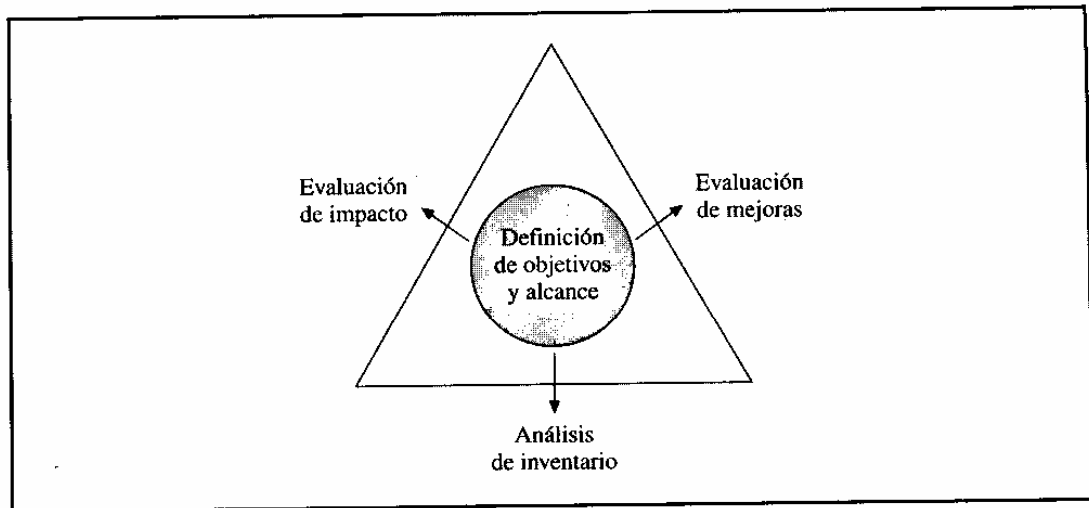 Evaluación
de impacto
Evaluación
de mejoras
Definición
de objetivos
y alcance
Análisis
de inventario